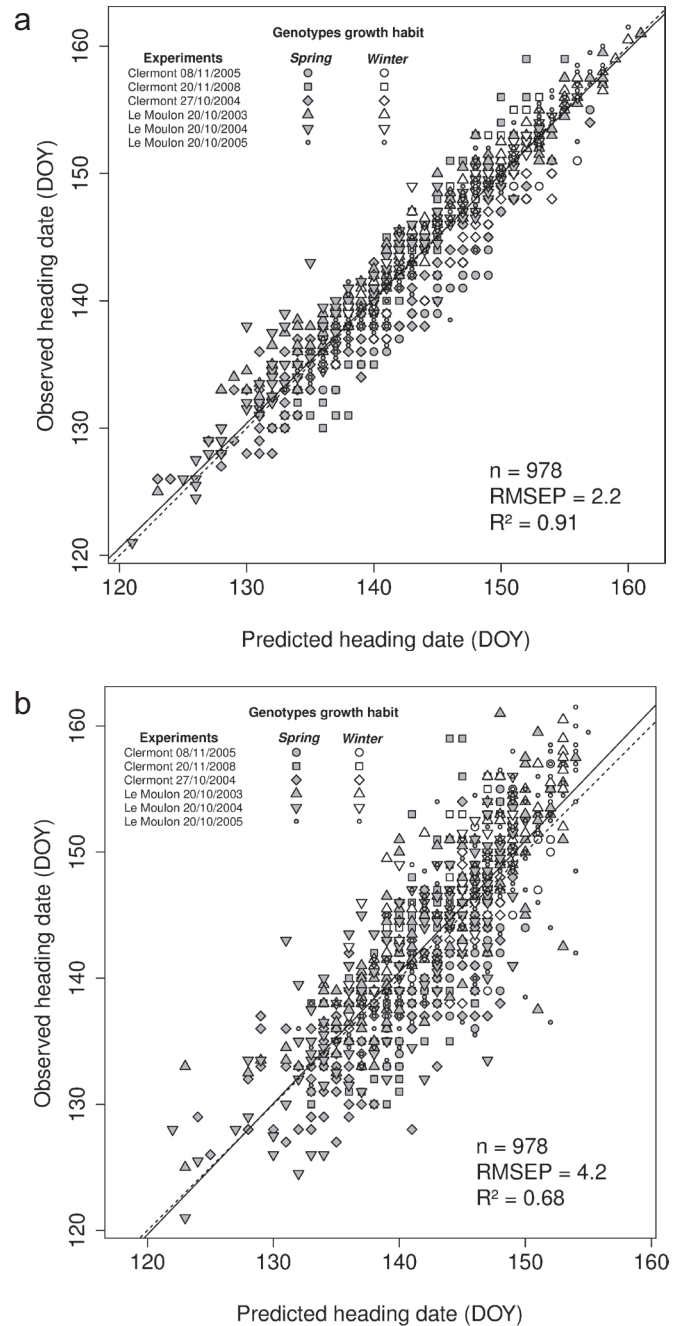 a
Genotypes growth habit
Experiments Spring Winter
Clermont 08/11/2005
Clermont 20/11/2008
Clermont 27/10/2004
Le Moulon 20/10/2003
Le Moulon 20/10/2004
Le Moulon 20/10/2005
Observed heading date (DOY)
160
150
140
130
120
n = 978
RMSEP = 2.2
R² = 0.91
120 130 140 150 160
Predicted heading date (DOY)
b
Genotypes growth habit
Experiments Spring Winter
Clermont 08/11/2005
Clermont 20/11/2008
Clermont 27/10/2004
Le Moulon 20/10/2003
Le Moulon 20/10/2004
Le Moulon 20/10/2005
Observed heading date (DOY)
160
150
140
130
120
n = 978
RMSEP = 4.2
R² = 0.68
120 130 140 150 160
Predicted heading date (DOY)